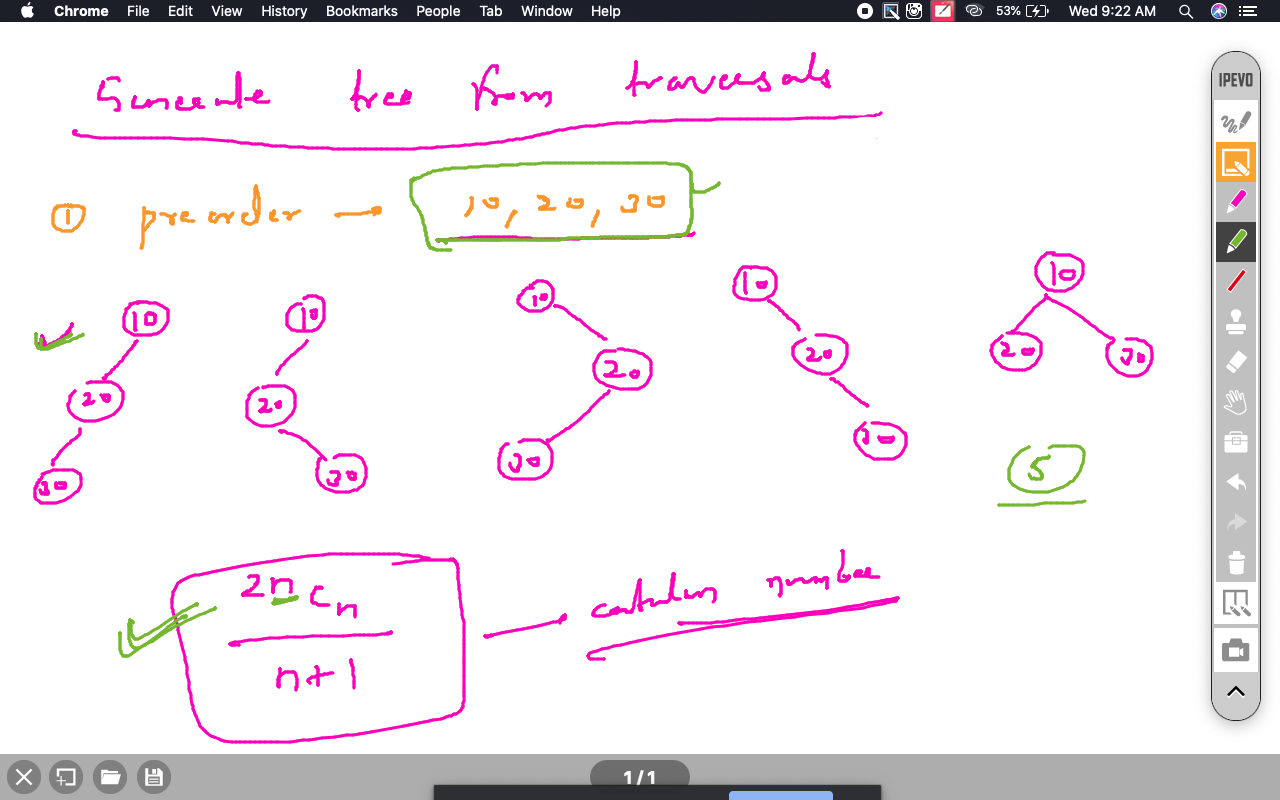 Chrome File Edit View History Bookmarks People Tab Window Help 53% Wed 9:22 AM
IPEVO
Generate tree from traversals
① preorder → 10, 20, 30
10 10 10 10 10
20 20 20 20 20 30
30 30 30 30
5
2n C n
n+1
catalan number
1/1